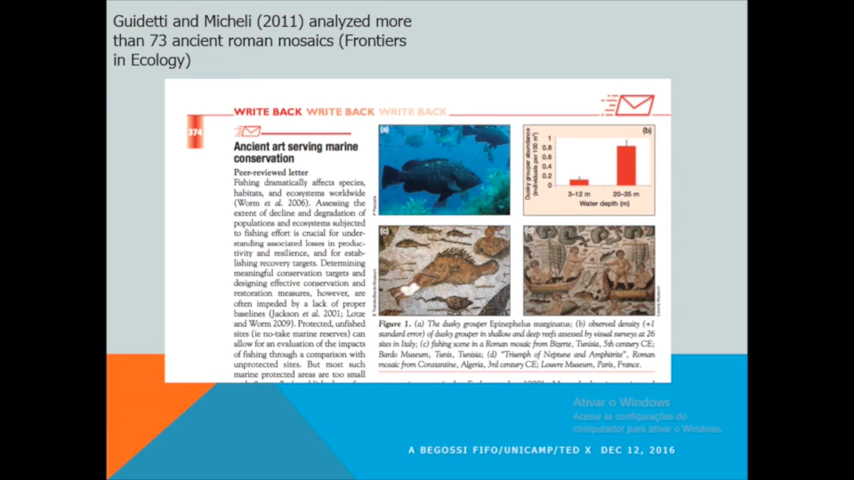 Guidetti and Micheli (2011) analyzed more
than 73 ancient roman mosaics (Frontiers
in Ecology)
WRITE BACK WRITE BACK WRITE BACK
374
Ancient art serving marine
conservation
Peer-reviewed letter
Fishing dramatically affects species,
habitats, and ecosystems worldwide
(Worm et al. 2006). Assessing the
extent of decline and degradation of
populations and ecosystems subjected
to fishing effort is crucial for under-
standing associated losses in produc-
tivity and resilience, and for estab-
lishing recovery targets. Determining
meaningful conservation targets and
designing effective conservation and
restoration measures, however, are
often impeded by a lack of proper
baselines (Jackson et al. 2001; Lotze
and Worm 2009). Protected, unfished
sites (ie no-take marine reserves) can
allow for an evaluation of the impacts
of fishing through a comparison with
unprotected sites. But most such
marine protected areas are too small
(a)
(b)
Dusky grouper abundance
(individuals per 100 m²)
1
0.8
0.6
0.4
0.2
0
3–12 m
20–35 m
Water depth (m)
(c)
(d)
Figure 1. (a) The dusky grouper Epinephelus marginatus; (b) observed density (+1
standard error) of dusky grouper in shallow and deep reefs assessed by visual surveys at 26
sites in Italy; (c) fishing scene in a Roman mosaic from Bizerte, Tunisia, 5th century CE;
Bardo Museum, Tunis, Tunisia; (d) "Triumph of Neptune and Amphitrite", Roman
mosaic from Constantine, Algeria, 3rd century CE; Louvre Museum, Paris, France.
Ativar o Windows
Acesse as configurações do
computador para ativar o Windows.
A BEGOSSI FIFO/UNICAMP/TED X DEC 12, 2016